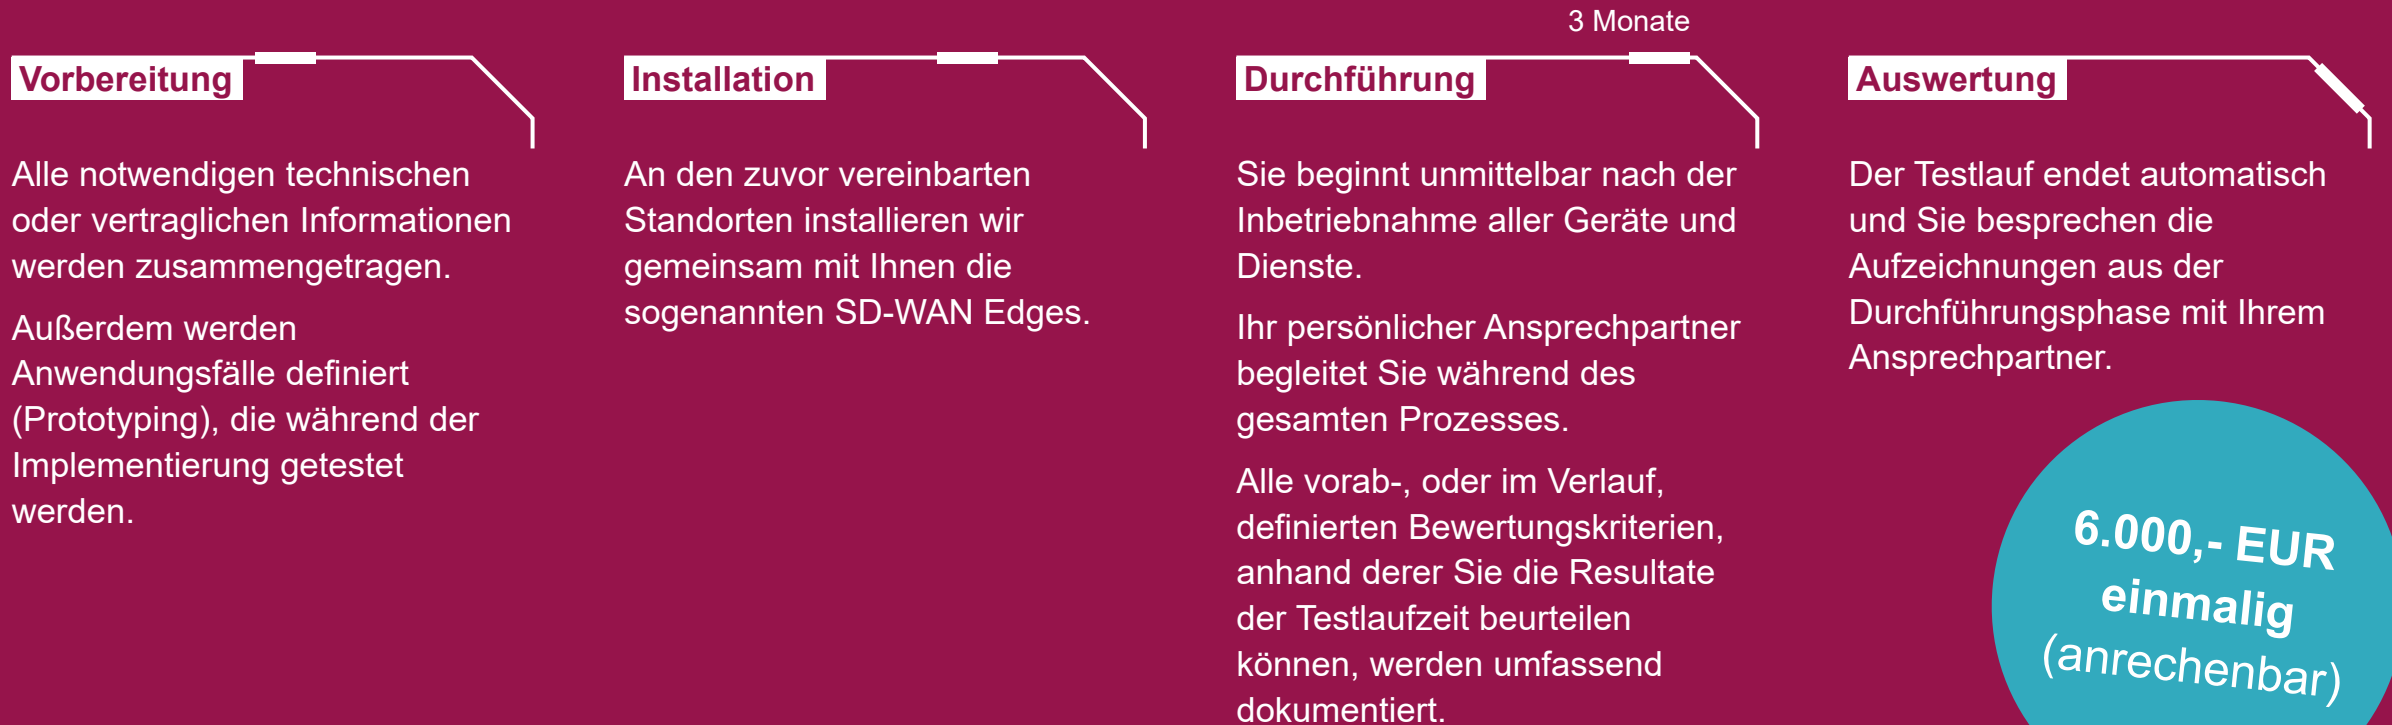 Vorbereitung
Alle notwendigen technischen
oder vertraglichen Informationen
werden zusammengetragen.
Außerdem werden
Anwendungsfälle definiert
(Prototyping), die während der
Implementierung getestet
werden.
Installation
An den zuvor vereinbarten
Standorten installieren wir
gemeinsam mit Ihnen die
sogenannten SD-WAN Edges.
3 Monate
Durchführung
Sie beginnt unmittelbar nach der
Inbetriebnahme aller Geräte und
Dienste.
Ihr persönlicher Ansprechpartner
begleitet Sie während des
gesamten Prozesses.
Alle vorab-, oder im Verlauf,
definierten Bewertungskriterien,
anhand derer Sie die Resultate
der Testlaufzeit beurteilen
können, werden umfassend
dokumentiert.
Auswertung
Der Testlauf endet automatisch
und Sie besprechen die
Aufzeichnungen aus der
Durchführungsphase mit Ihrem
Ansprechpartner.
6.000,- EUR
einmalig
(anrechenbar)